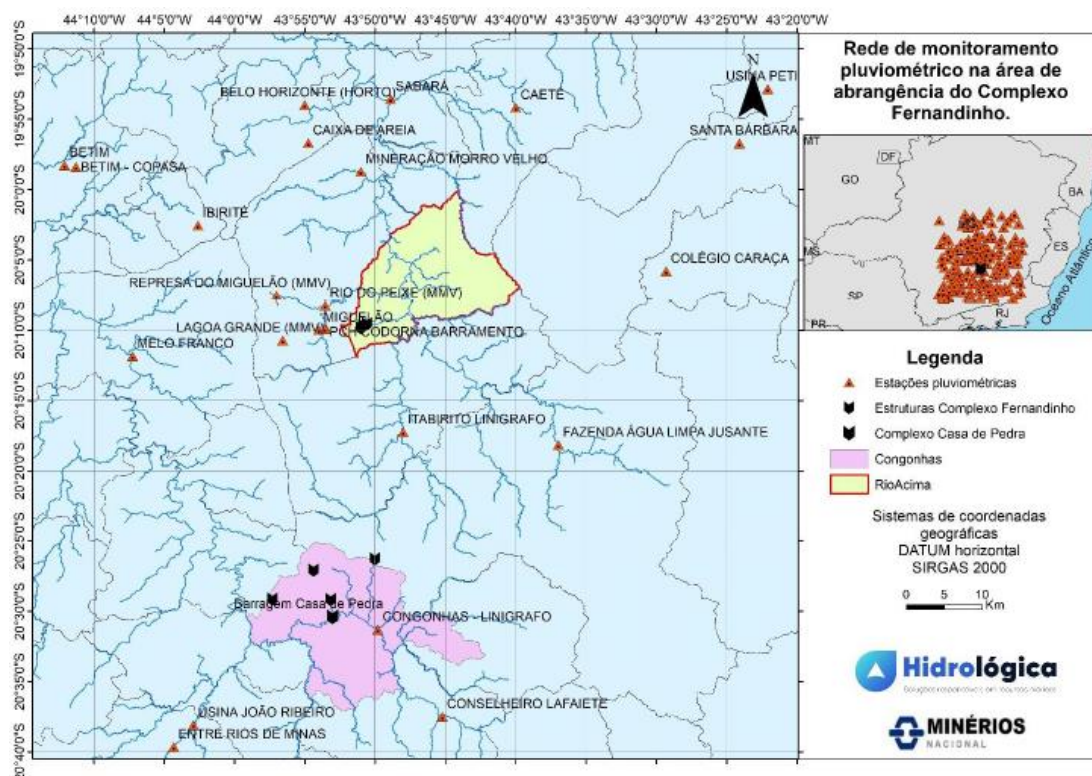 44°10'0"W 44°5'0"W 44°0'0"W 43°55'0"W 43°50'0"W 43°45'0"W 43°40'0"W 43°35'0"W 43°30'0"W 43°25'0"W 43°20'0"W
19°50'0"S
19°55'0"S
20°0'0"S
20°5'0"S
20°10'0"S
20°15'0"S
20°20'0"S
20°25'0"S
20°30'0"S
20°35'0"S
20°40'0"S
N
USINA PETI
SABARÁ
BELO HORIZONTE (HORTO)
CAETÉ
CAIXA DE AREIA
SANTA BÁRBARA
BETIM
BETIM - COPASA
MINERAÇÃO MORRO VELHO
IBIRITÉ
COLÉGIO CARAÇA
REPRESA DO MIGUELÃO (MMV)
RIO DO PEIXE (MMV)
MIGUELÃO
LAGOA GRANDE (MMV)
PCH CODORNA BARRAMENTO
MELO FRANCO
ITABIRITO LINIGRAFO
FAZENDA ÁGUA LIMPA JUSANTE
Barragem Casa de Pedra
CONGONHAS - LINIGRAFO
CONSELHEIRO LAFAIETE
USINA JOÃO RIBEIRO
ENTRE RIOS DE MINAS
Rede de monitoramento
pluviométrico na área de
abrangência do Complexo
Fernandinho.
MT
DF
GO
BA
MS
ES
SP
RJ
PR
Oceano Atlântico
Legenda
Estações pluviométricas
Estruturas Complexo Fernandinho
Complexo Casa de Pedra
Congonhas
RioAcima
Sistemas de coordenadas
geográficas
DATUM horizontal
SIRGAS 2000
0 5 10
Km
Hidrológica
Soluções responsáveis em recursos hídricos
MINÉRIOS
NACIONAL